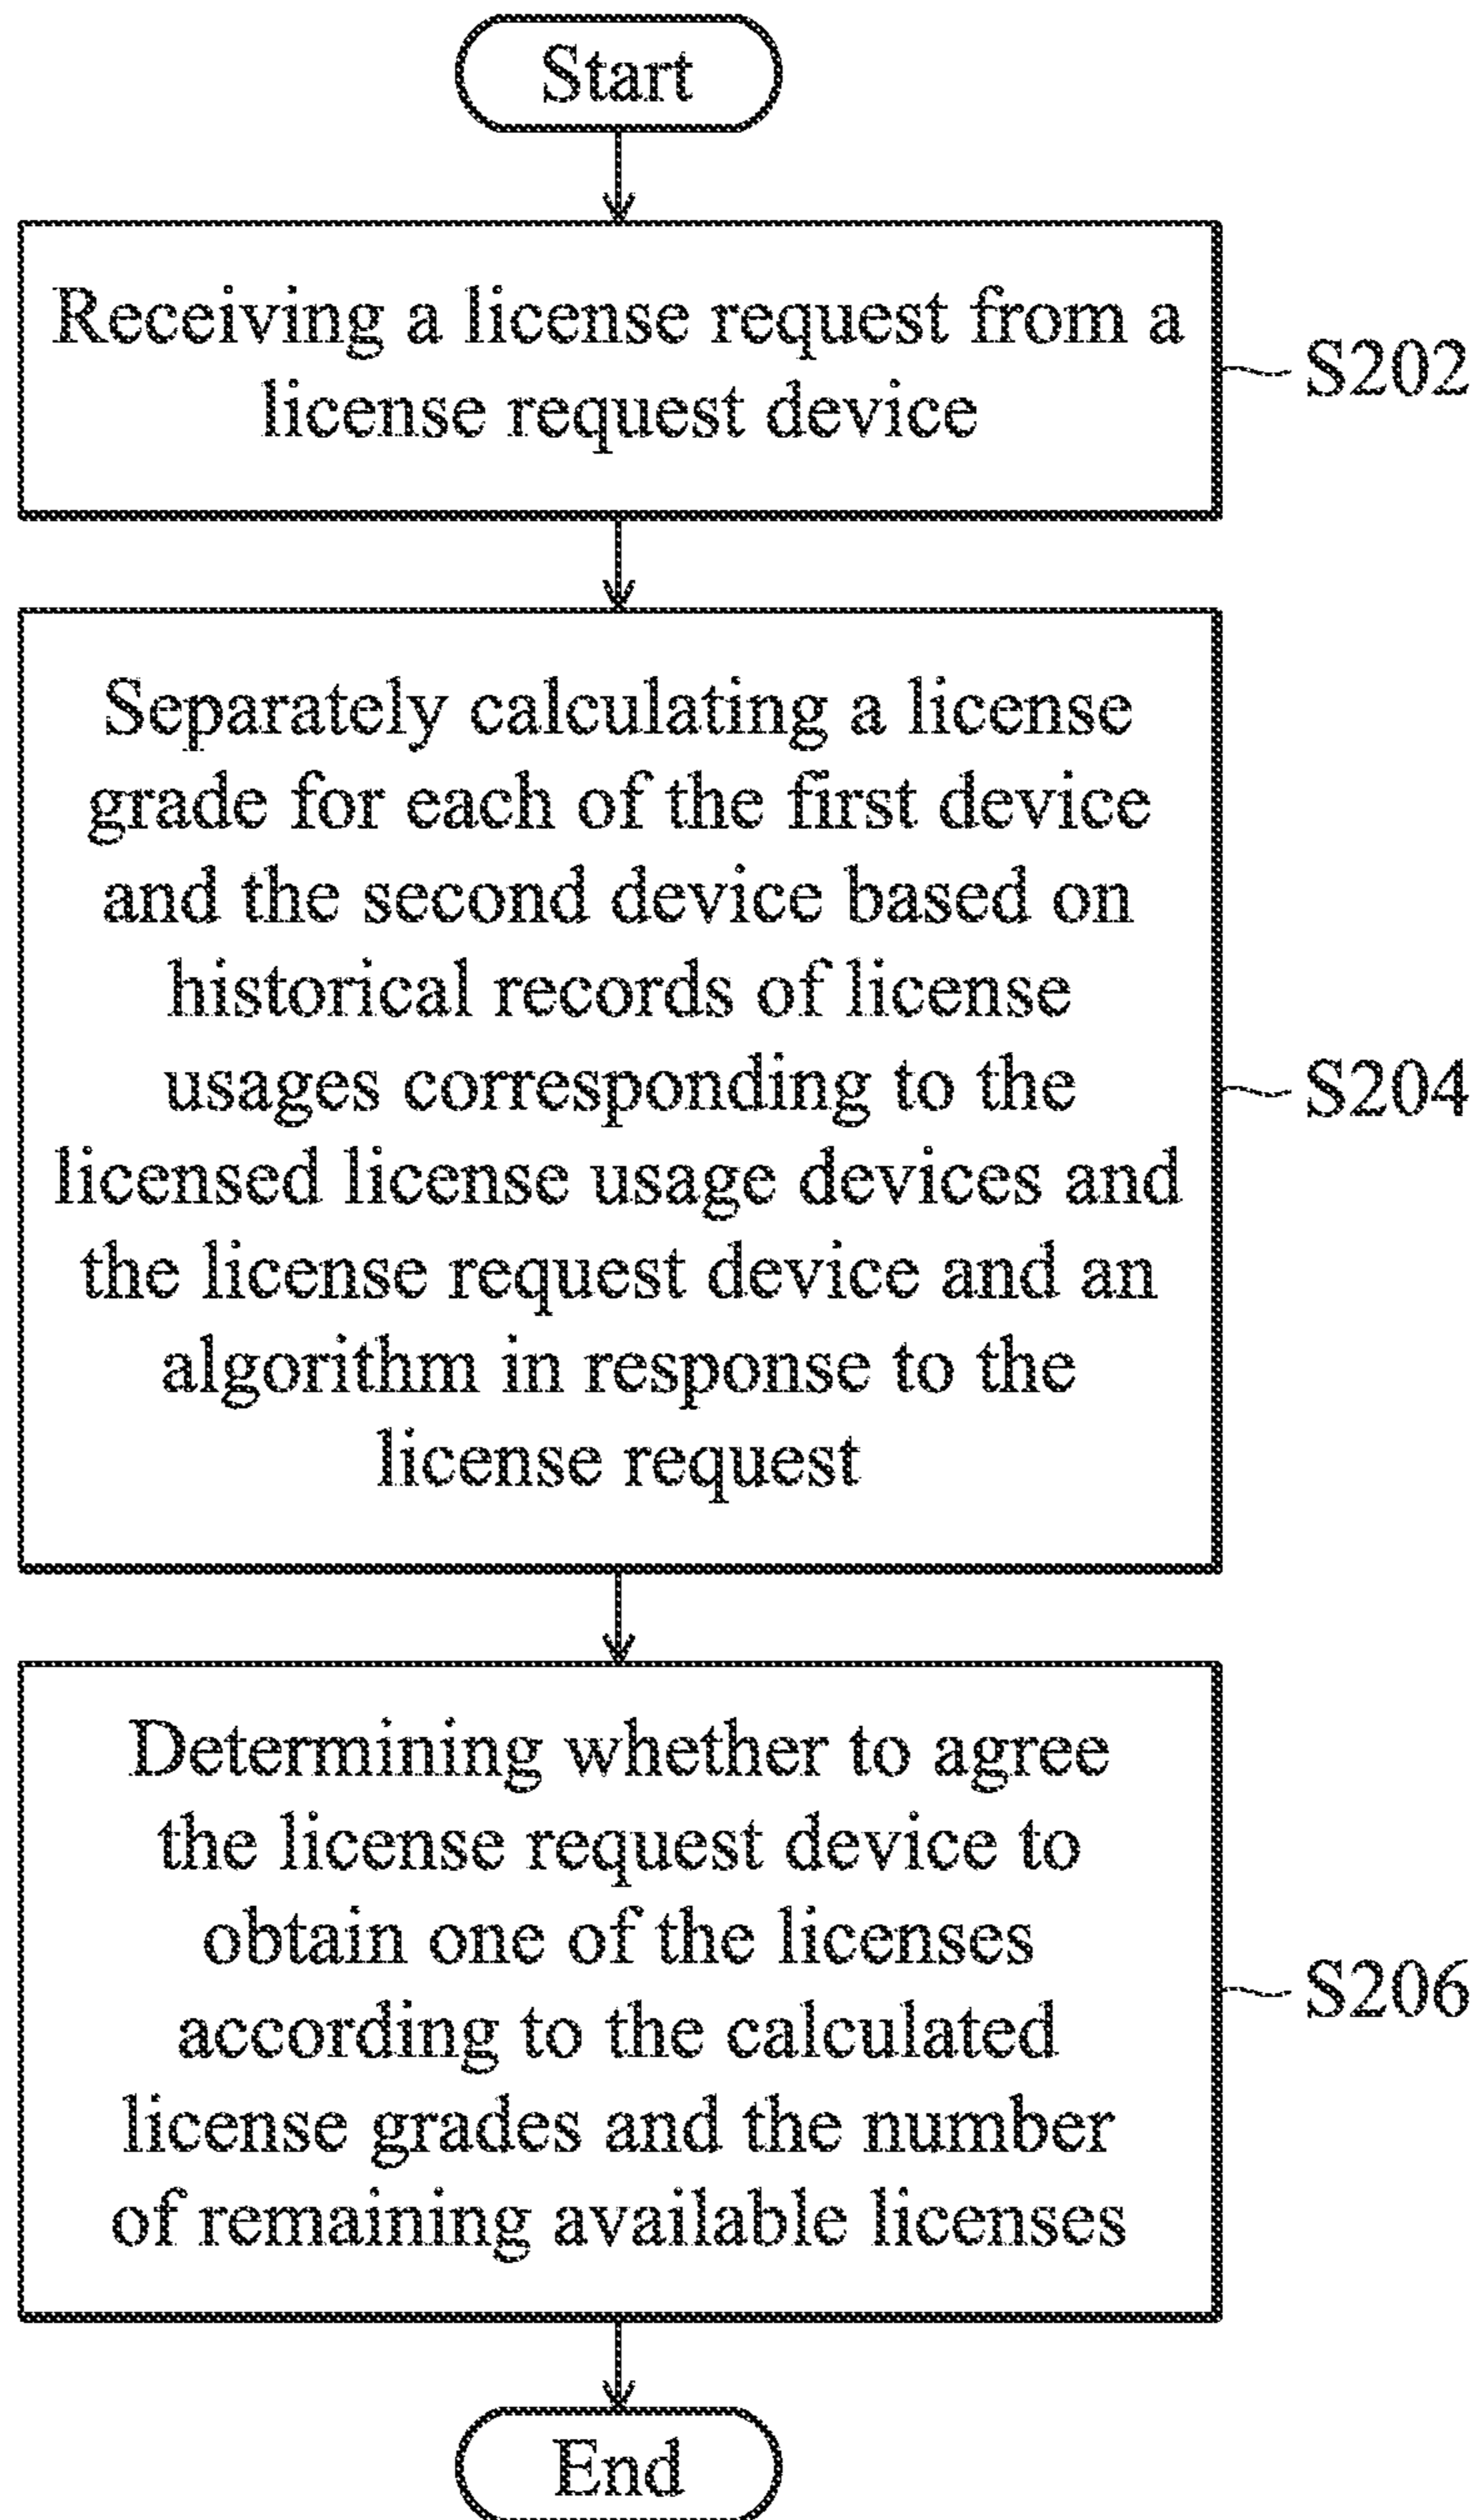 Start
Receiving a license request from a
license request device
S202
Separately calculating a license
grade for each of the first device
and the second device based on
historical records of license
usages corresponding to the
licensed license usage devices and
the license request device and an
algorithm in response to the
license request
S204
Determining whether to agree
the license request device to
obtain one of the licenses
according to the calculated
license grades and the number
of remaining available licenses
S206
End